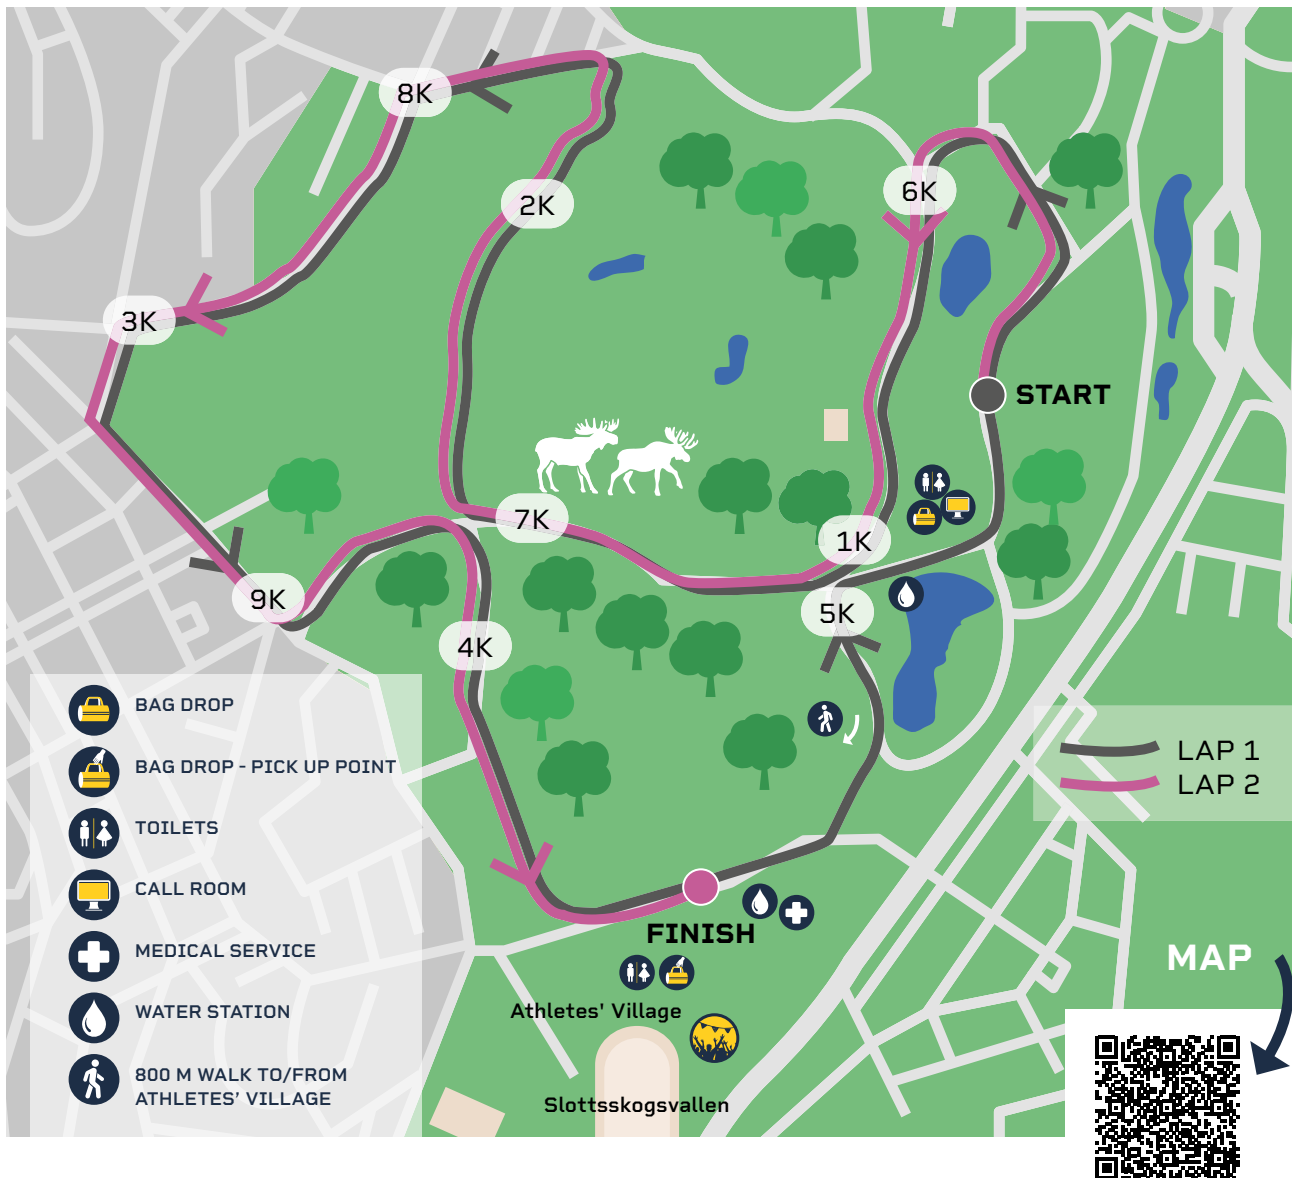 8K
2K
6K
3K
START
7K
1K
9K
5K
4K
BAG DROP
BAG DROP - PICK UP POINT
TOILETS
CALL ROOM
MEDICAL SERVICE
WATER STATION
800 M WALK TO/FROM
ATHLETES' VILLAGE
LAP 1
LAP 2
FINISH
Athletes' Village
Slottsskogsvallen
MAP